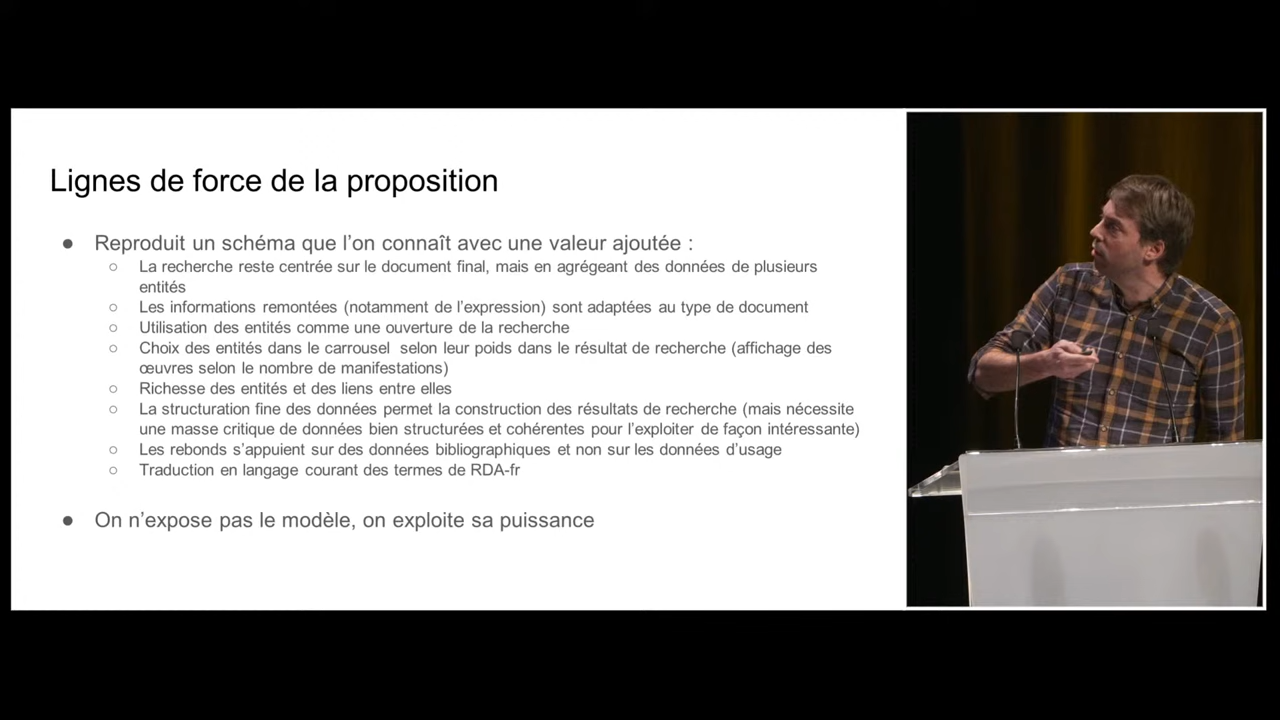 Lignes de force de la proposition
● Reproduit un schéma que l’on connaît avec une valeur ajoutée :
○ La recherche reste centrée sur le document final, mais en agrégeant des données de plusieurs
entités
○ Les informations remontées (notamment de l’expression) sont adaptées au type de document
○ Utilisation des entités comme une ouverture de la recherche
○ Choix des entités dans le carrousel selon leur poids dans le résultat de recherche (affichage des
œuvres selon le nombre de manifestations)
○ Richesse des entités et des liens entre elles
○ La structuration fine des données permet la construction des résultats de recherche (mais nécessite
une masse critique de données bien structurées et cohérentes pour l’exploiter de façon intéressante)
○ Les rebonds s’appuient sur des données bibliographiques et non sur les données d’usage
○ Traduction en langage courant des termes de RDA-fr
● On n’expose pas le modèle, on exploite sa puissance